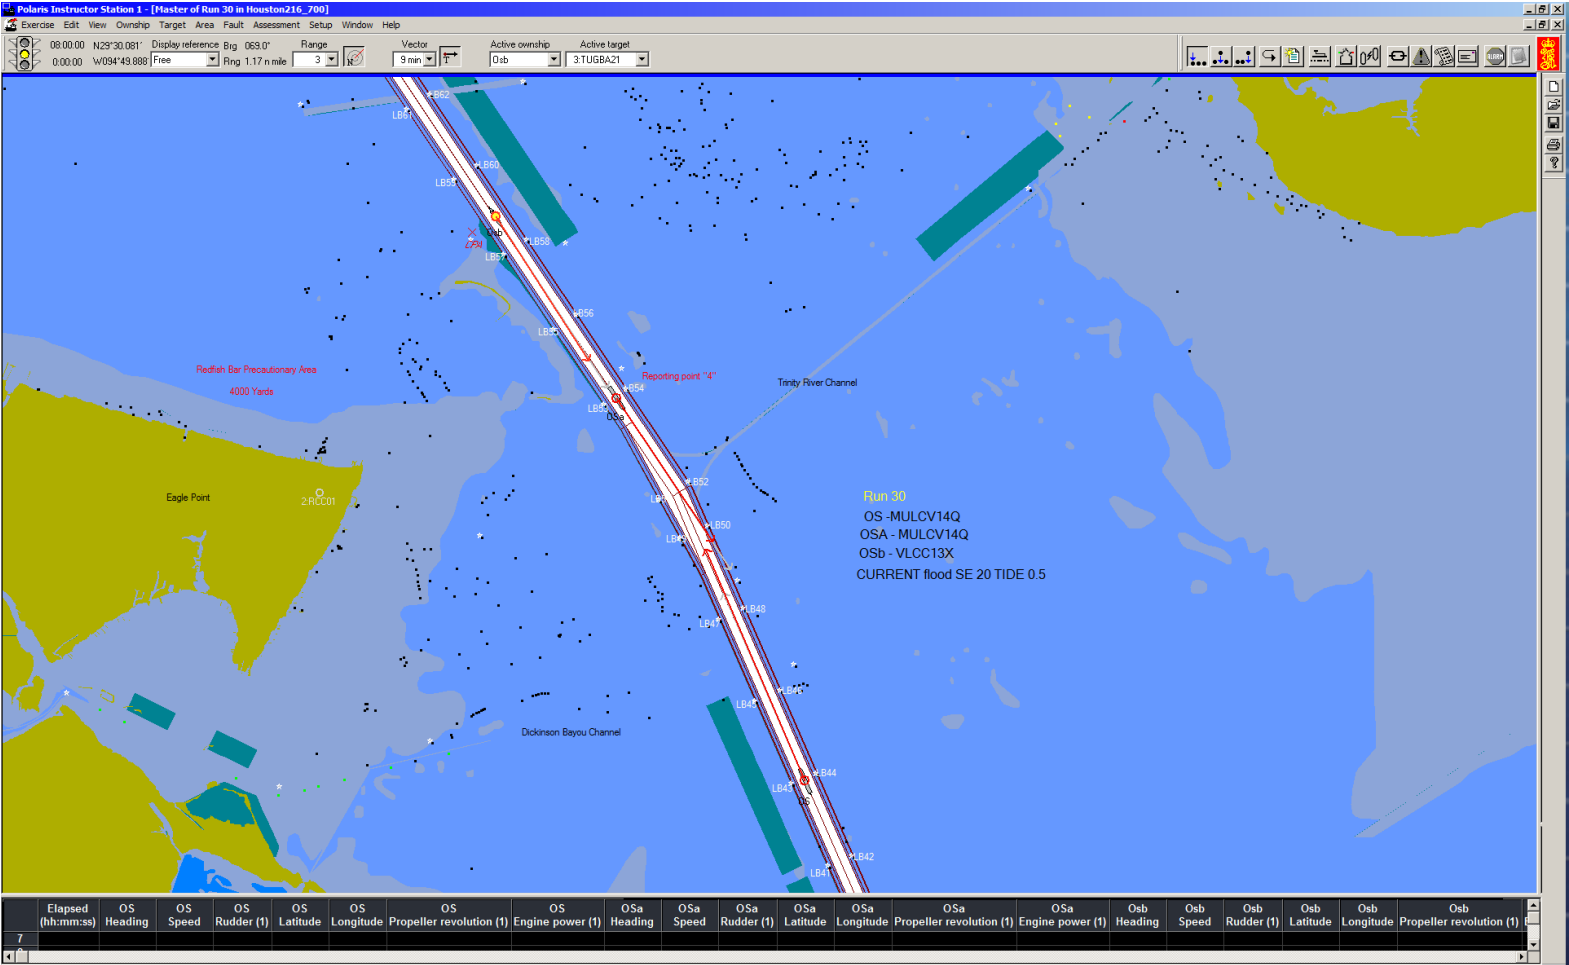 Polaris Instructor Station 1 - [Master of Run 30 in Houston216_700]
Exercise Edit View Ownship Target Area Fault Assessment Setup Window Help
08:00:00 N29°30.081' Display reference Brg 069.0° Range Vector Active ownship Active target
0:00:00 W094°49.888' Free Rng 1.17 n mile 3 9 min Osb 3:TUGBA21
LB62
LB61
LB60
LB59
Osb
LB58
LB57
LB56
LB55
Redfish Bar Precautionary Area
4000 Yards
Reporting point "4"
Trinity River Channel
LB54
LB53
OSa
LB52
Eagle Point
2:RCC01
Run 30
OS -MULCV14Q
OSA - MULCV14Q
OSb - VLCC13X
CURRENT flood SE 20 TIDE 0.5
LB50
LB49
LB48
LB47
LB46
LB45
Dickinson Bayou Channel
LB44
LB43
OS
LB42
LB41
Elapsed (hh:mm:ss) OS Heading OS Speed OS Rudder (1) OS Latitude OS Longitude OS Propeller revolution (1) OS Engine power (1) OSa Heading OSa Speed OSa Rudder (1) OSa Latitude OSa Longitude OSa Propeller revolution (1) OSa Engine power (1) Osb Heading Osb Speed Osb Rudder (1) Osb Latitude Osb Longitude Osb Propeller revolution (1)
7